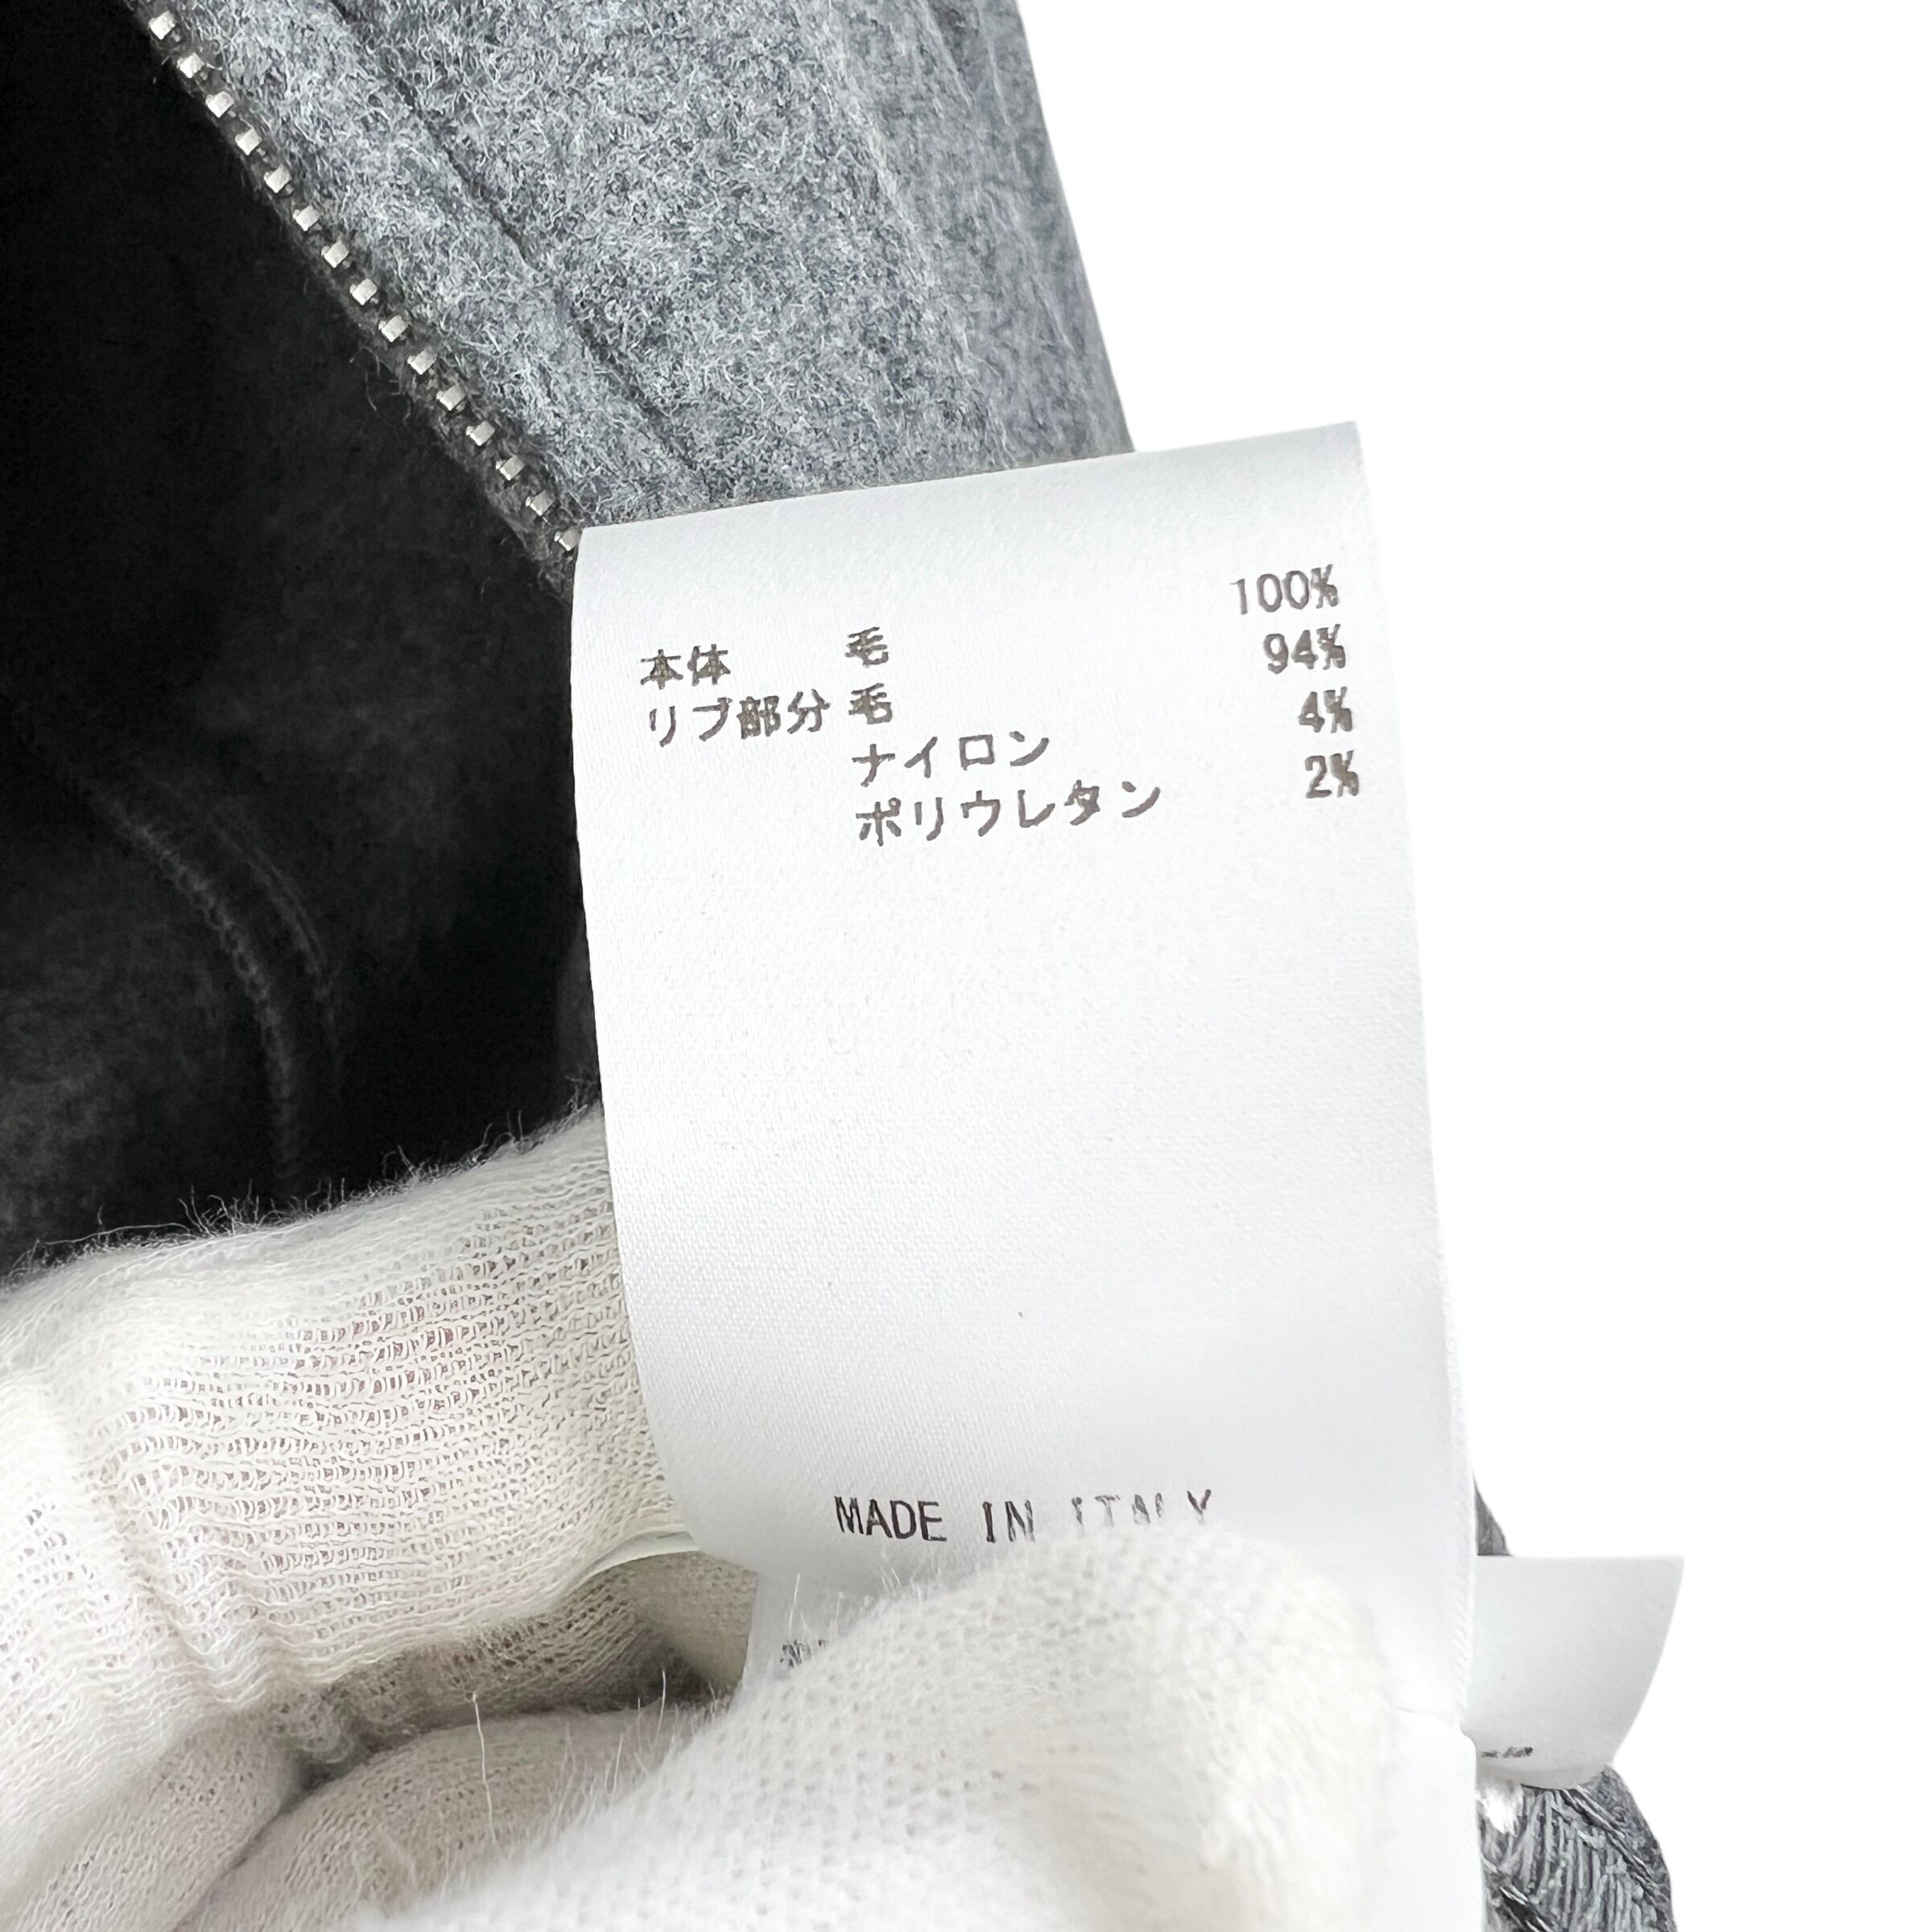 本体 毛 100%
リブ部分 毛 94%
ナイロン 4%
ポリウレタン 2%
MADE IN ITALY